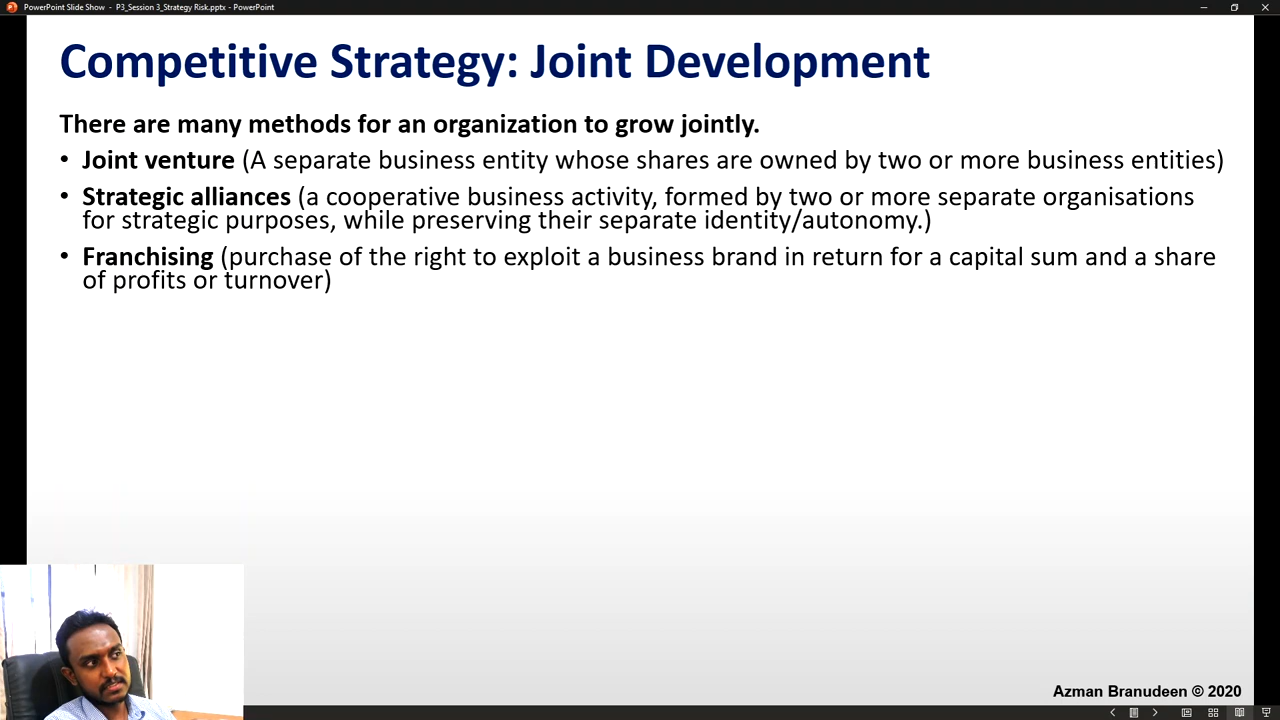 PowerPoint Slide Show - P3_Session 3_Strategy Risk.pptx - PowerPoint
Competitive Strategy: Joint Development
There are many methods for an organization to grow jointly.
• Joint venture (A separate business entity whose shares are owned by two or more business entities)
• Strategic alliances (a cooperative business activity, formed by two or more separate organisations
for strategic purposes, while preserving their separate identity/autonomy.)
• Franchising (purchase of the right to exploit a business brand in return for a capital sum and a share
of profits or turnover)
Azman Branudeen © 2020